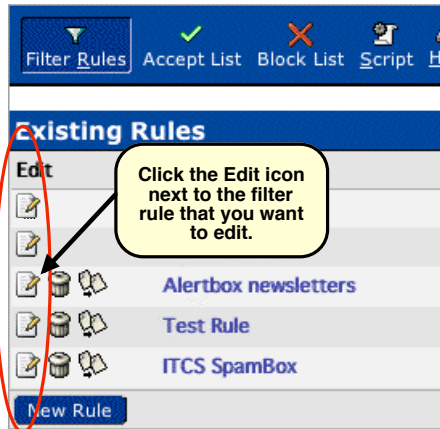 Filter Rules Accept List Block List Script
Existing Rules
Edit
Click the Edit icon
next to the filter
rule that you want
to edit.
Alertbox newsletters
Test Rule
ITCS SpamBox
New Rule